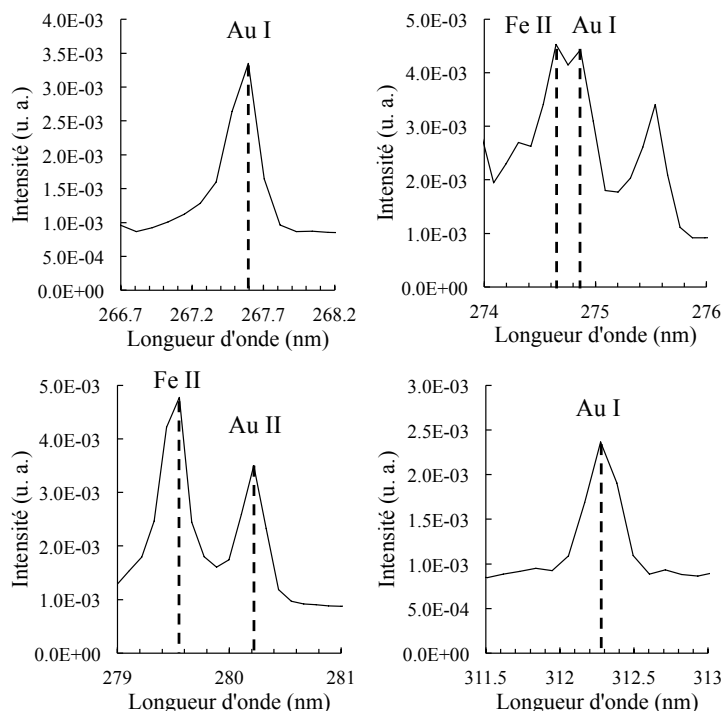 Au I
Intensité (u. a.)
4.0E-03
3.5E-03
3.0E-03
2.5E-03
2.0E-03
1.5E-03
1.0E-03
5.0E-04
0.0E+00
266.7 267.2 267.7 268.2
Longueur d'onde (nm)
Fe II Au I
Intensité (u. a.)
5.0E-03
4.0E-03
3.0E-03
2.0E-03
1.0E-03
0.0E+00
274 275 276
Longueur d'onde (nm)
Fe II
Au II
Intensité (u. a.)
5.0E-03
4.0E-03
3.0E-03
2.0E-03
1.0E-03
0.0E+00
279 280 281
Longueur d'onde (nm)
Au I
Intensité (u. a.)
3.0E-03
2.5E-03
2.0E-03
1.5E-03
1.0E-03
5.0E-04
0.0E+00
311.5 312 312.5 313
Longueur d'onde (nm)